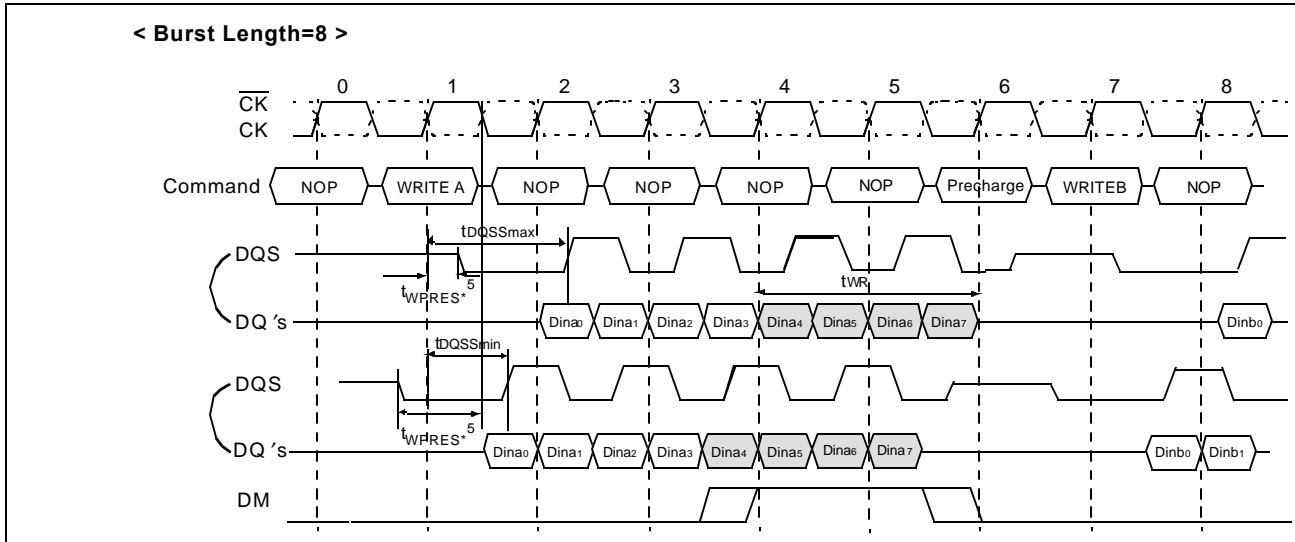 < Burst Length=8 >
0 1 2 3 4 5 6 7 8
CK
CK
Command NOP WRITE A NOP NOP NOP NOP Precharge WRITEB NOP
tDQSSmax
DQS
tWPRES*5
tWR
DQ's Dina0 Dina1 Dina2 Dina3 Dina4 Dina5 Dina6 Dina7 Dinb0
tDQSSmin
DQS
tWPRES*5
DQ's Dina0 Dina1 Dina2 Dina3 Dina4 Dina5 Dina6 Dina7 Dinb0 Dinb1
DM